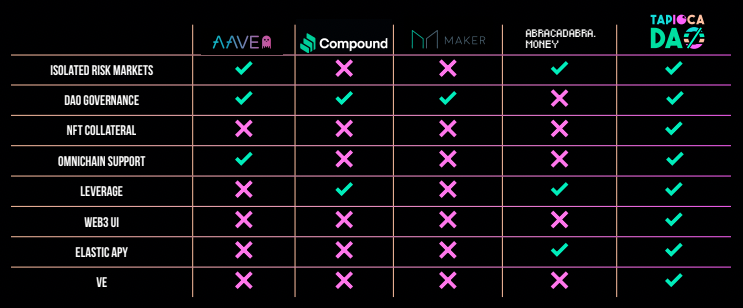 AAVE Compound MAKER ABRACADABRA.
MONEY TAPIOCA
DAO
ISOLATED RISK MARKETS
DAO GOVERNANCE
NFT COLLATERAL
OMNICHAIN SUPPORT
LEVERAGE
WEB3 UI
ELASTIC APY
VE